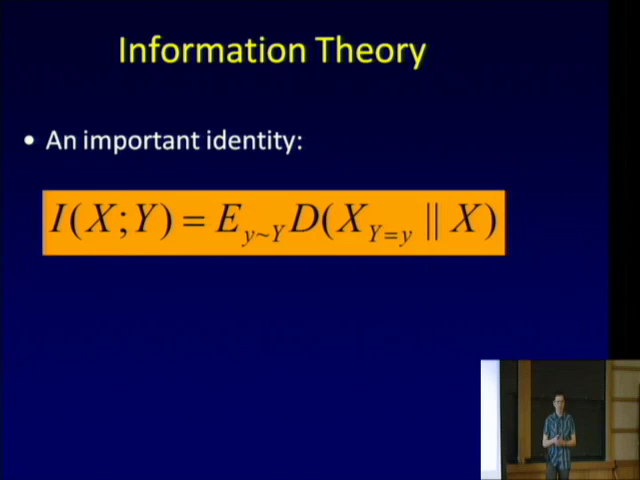 Information Theory
• An important identity:
I(X;Y) = E_{y~Y} D(X_{Y=y} || X)